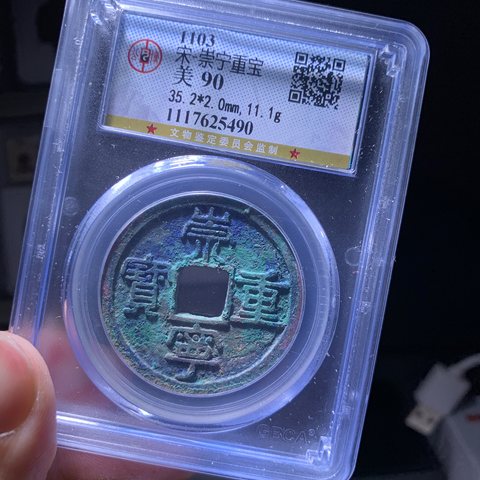 1103
宋 崇宁重宝
美 90
35.2*2.0mm,11.1g
1117625490
★ 文物鉴定委员会监制 ★
崇
寶 重
寧
GBCA